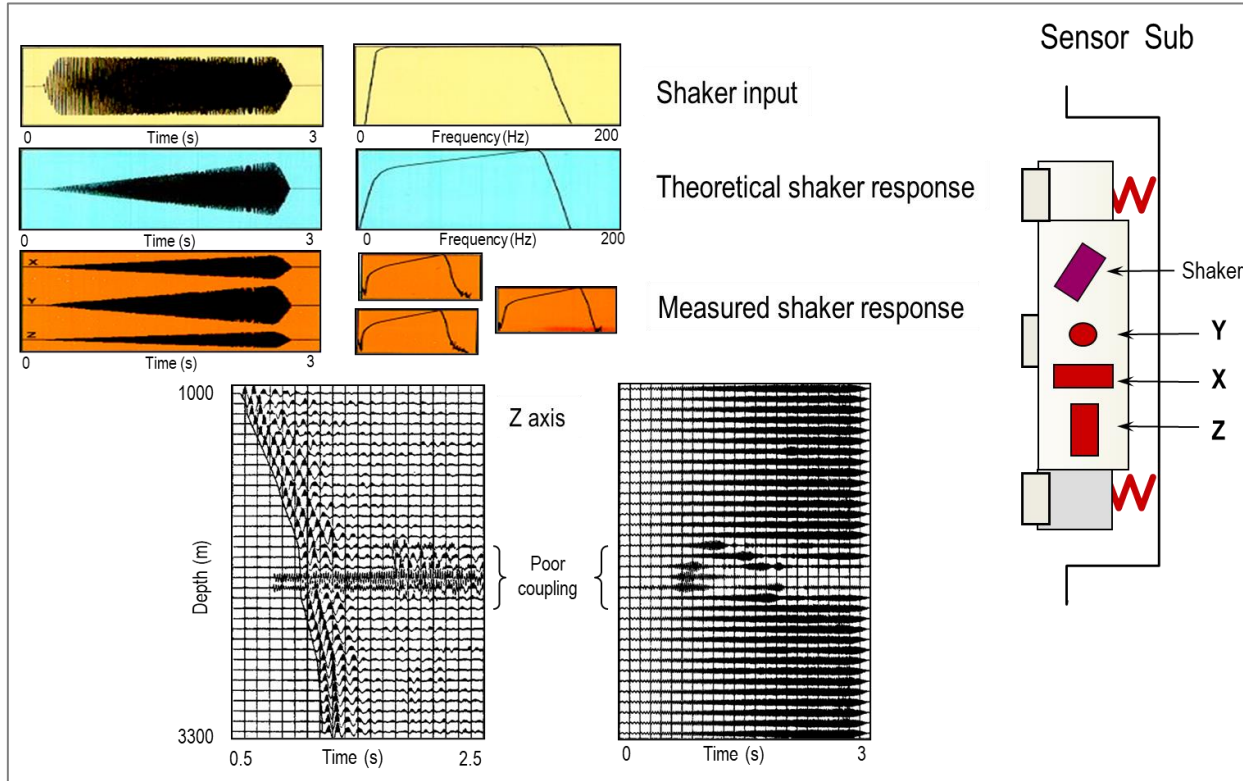 Sensor Sub
0
Time (s)
3
0
Frequency (Hz)
200
Shaker input
0
Time (s)
3
0
Frequency (Hz)
200
Theoretical shaker response
X
Y
Z
0
Time (s)
3
Measured shaker response
Shaker
Y
X
Z
1000
Depth (m)
3300
0.5
Time (s)
2.5
Z axis
Poor
coupling
0
Time (s)
3